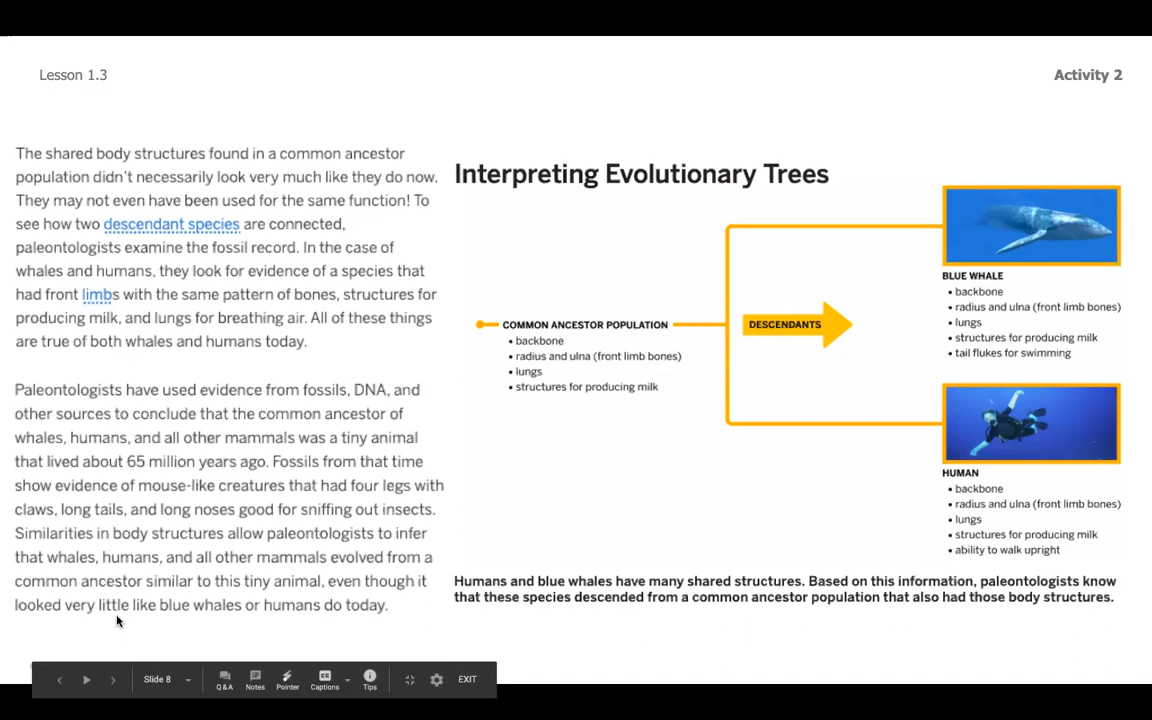 Lesson 1.3
Activity 2
The shared body structures found in a common ancestor
population didn't necessarily look very much like they do now.
They may not even have been used for the same function! To
see how two descendant species are connected,
paleontologists examine the fossil record. In the case of
whales and humans, they look for evidence of a species that
had front limbs with the same pattern of bones, structures for
producing milk, and lungs for breathing air. All of these things
are true of both whales and humans today.
Paleontologists have used evidence from fossils, DNA, and
other sources to conclude that the common ancestor of
whales, humans, and all other mammals was a tiny animal
that lived about 65 million years ago. Fossils from that time
show evidence of mouse-like creatures that had four legs with
claws, long tails, and long noses good for sniffing out insects.
Similarities in body structures allow paleontologists to infer
that whales, humans, and all other mammals evolved from a
common ancestor similar to this tiny animal, even though it
looked very little like blue whales or humans do today.
Interpreting Evolutionary Trees
COMMON ANCESTOR POPULATION
• backbone
• radius and ulna (front limb bones)
• lungs
• structures for producing milk
DESCENDANTS
BLUE WHALE
• backbone
• radius and ulna (front limb bones)
• lungs
• structures for producing milk
• tail flukes for swimming
HUMAN
• backbone
• radius and ulna (front limb bones)
• lungs
• structures for producing milk
• ability to walk upright
Humans and blue whales have many shared structures. Based on this information, paleontologists know
that these species descended from a common ancestor population that also had those body structures.
Slide 8
Q&A
Notes
Pointer
CC
Captions
Tips
EXIT